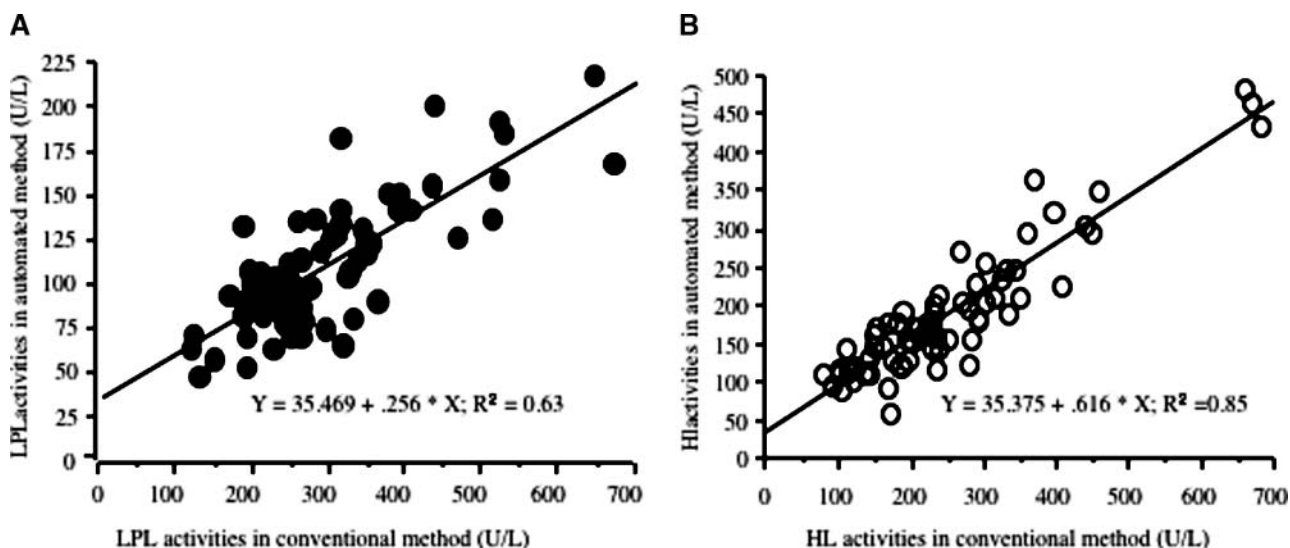 A
LPLactivities in automated method (U/L)
225
200
175
150
125
100
75
50
25
0
Y = 35.469 + .256 * X; R² = 0.63
0 200 200 300 400 500 600 700
LPL activities in conventional method (U/L)
B
Hlactivities in automated method (U/L)
500
450
400
350
300
250
200
150
100
50
0
Y = 35.375 + .616 * X; R² =0.85
0 100 200 300 400 500 600 700
HL activities in conventional method (U/L)